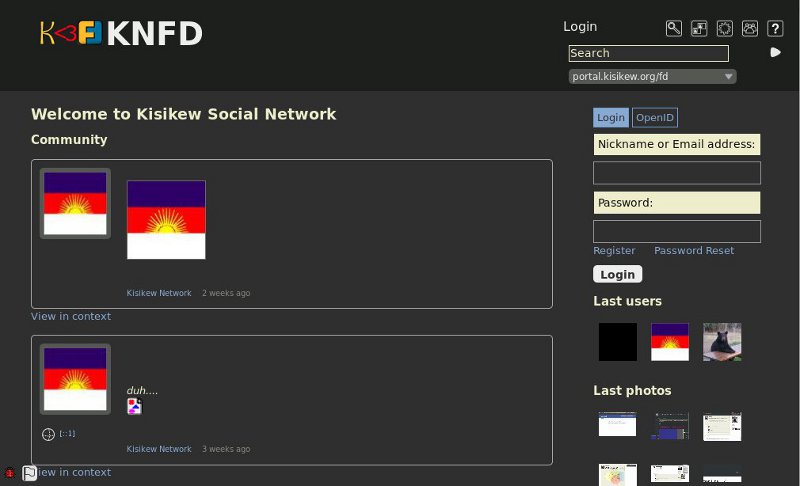 K<3F KNFD
Login
Search
portal.kisikew.org/fd
Welcome to Kisikew Social Network
Community
Kisikew Network 2 weeks ago
View in context
duh....
[::1]
Kisikew Network 3 weeks ago
View in context
Login OpenID
Nickname or Email address:
Password:
Register Password Reset
Login
Last users
Last photos